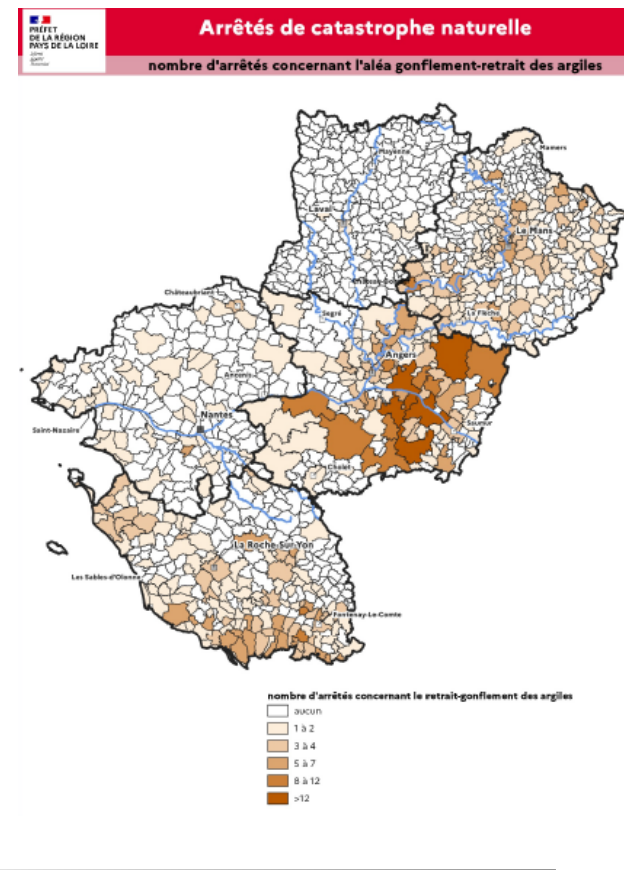 PRÉFET
DE LA RÉGION
PAYS DE LA LOIRE
Arrêtés de catastrophe naturelle
nombre d'arrêtés concernant l'aléa gonflement-retrait des argiles
Mayenne
Mamers
Laval
Le Mans
Châteaubriant
Segré
La Flèche
Angers
Ancenis
Nantes
Saint-Nazaire
Saumur
Cholet
La Roche-Sur-Yon
Les Sables-d'Olonne
Fontenay-Le-Comte
nombre d'arrêtés concernant le retrait-gonflement des argiles
aucun
1 à 2
3 à 4
5 à 7
8 à 12
>12